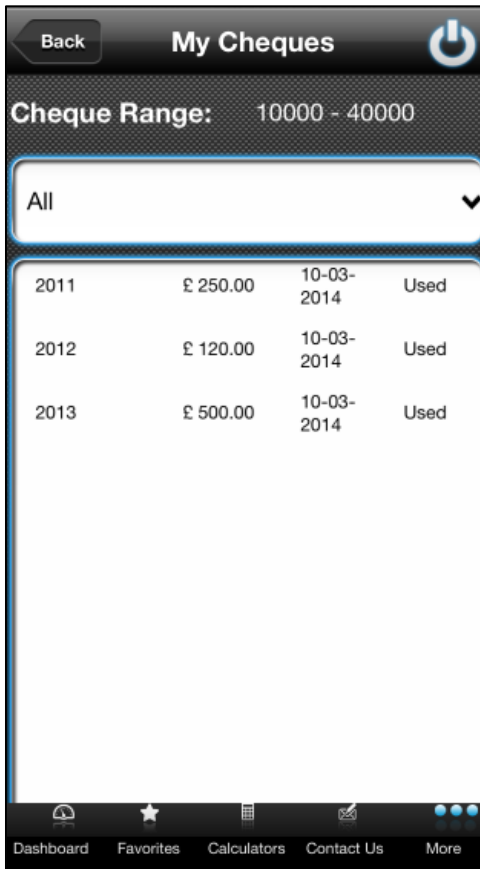 Back My Cheques
Cheque Range: 10000 - 40000
All
2011 £ 250.00 10-03-
2014 Used
2012 £ 120.00 10-03-
2014 Used
2013 £ 500.00 10-03-
2014 Used
Dashboard Favorites Calculators Contact Us More